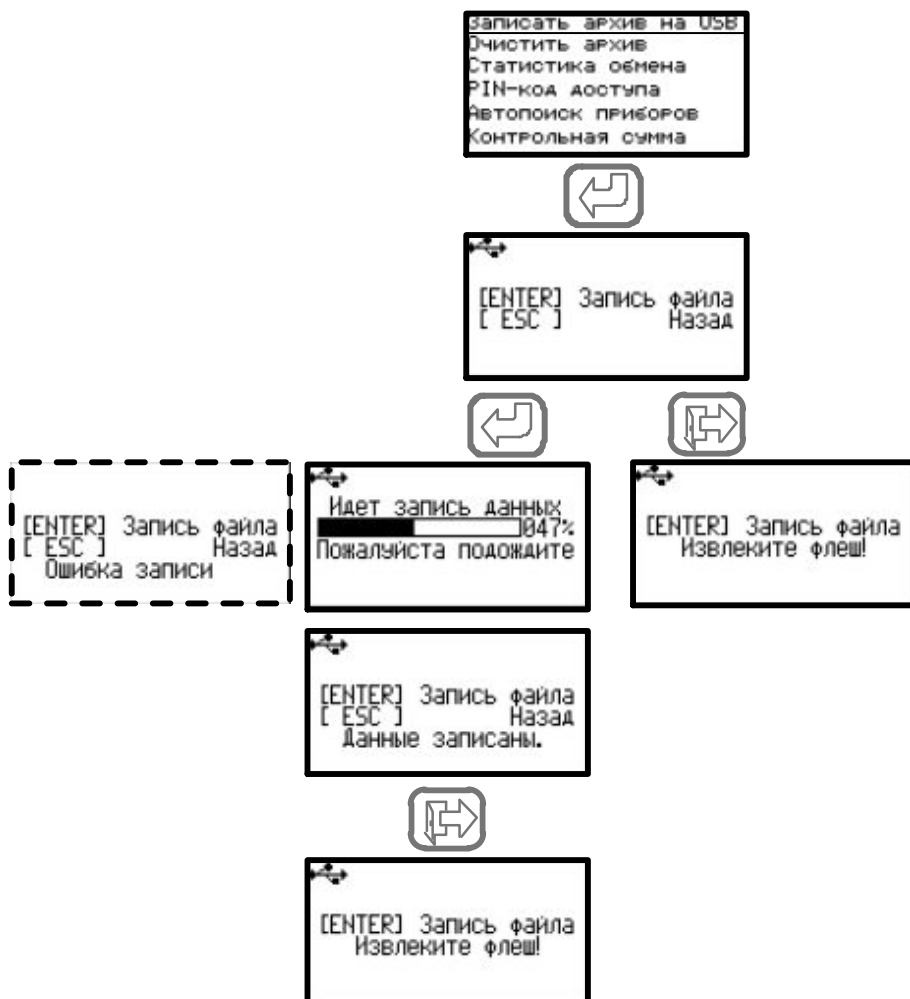 Записать архив на USB
Очистить архив
Статистика обмена
PIN-код доступа
Автопоиск приборов
Контрольная сумма
[ENTER] Запись файла
[ ESC ] Назад
[ENTER] Запись файла
[ ESC ] Назад
Ошибка записи
Идет запись данных
047%
Пожалуйста подождите
[ENTER] Запись файла
Извлеките флеш!
[ENTER] Запись файла
[ ESC ] Назад
Данные записаны.
[ENTER] Запись файла
Извлеките флеш!